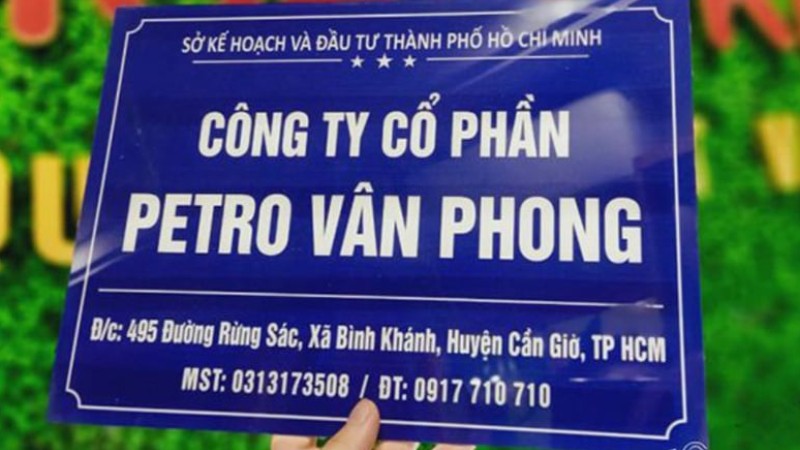 SỞ KẾ HOẠCH VÀ ĐẦU TƯ THÀNH PHỐ HỒ CHÍ MINH
CÔNG TY CỔ PHẦN
PETRO VÂN PHONG
Đ/c: 495 Đường Rừng Sác, Xã Bình Khánh, Huyện Cần Giờ, TP HCM
MST: 0313173508 / ĐT: 0917 710 710